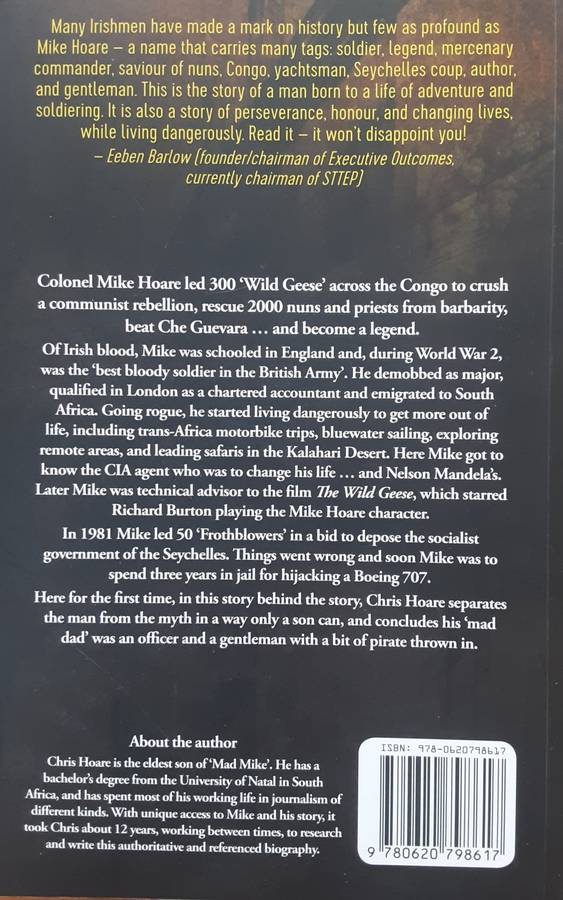 Many Irishmen have made a mark on history but few as profound as
Mike Hoare – a name that carries many tags: soldier, legend, mercenary
commander, saviour of nuns, Congo, yachtsman, Seychelles coup, author,
and gentleman. This is the story of a man born to a life of adventure and
soldiering. It is also a story of perseverance, honour, and changing lives,
while living dangerously. Read it – it won't disappoint you!
– Eeben Barlow (founder/chairman of Executive Outcomes,
currently chairman of STTEP)
Colonel Mike Hoare led 300 ‘Wild Geese’ across the Congo to crush
a communist rebellion, rescue 2000 nuns and priests from barbarity,
beat Che Guevara … and become a legend.
Of Irish blood, Mike was schooled in England and, during World War 2,
was the ‘best bloody soldier in the British Army’. He demobbed as major,
qualified in London as a chartered accountant and emigrated to South
Africa. Going rogue, he started living dangerously to get more out of
life, including trans-Africa motorbike trips, bluewater sailing, exploring
remote areas, and leading safaris in the Kalahari Desert. Here Mike got to
know the CIA agent who was to change his life … and Nelson Mandela’s.
Later Mike was technical advisor to the film The Wild Geese, which starred
Richard Burton playing the Mike Hoare character.
In 1981 Mike led 50 ‘Frothblowers’ in a bid to depose the socialist
government of the Seychelles. Things went wrong and soon Mike was to
spend three years in jail for hijacking a Boeing 707.
Here for the first time, in this story behind the story, Chris Hoare separates
the man from the myth in a way only a son can, and concludes his ‘mad
dad’ was an officer and a gentleman with a bit of pirate thrown in.
About the author
Chris Hoare is the eldest son of ‘Mad Mike’. He has a
bachelor’s degree from the University of Natal in South
Africa, and has spent most of his working life in journalism of
different kinds. With unique access to Mike and his story, it
took Chris about 12 years, working between times, to research
and write this authoritative and referenced biography.
ISBN: 978-0620798617
9 780620 798617